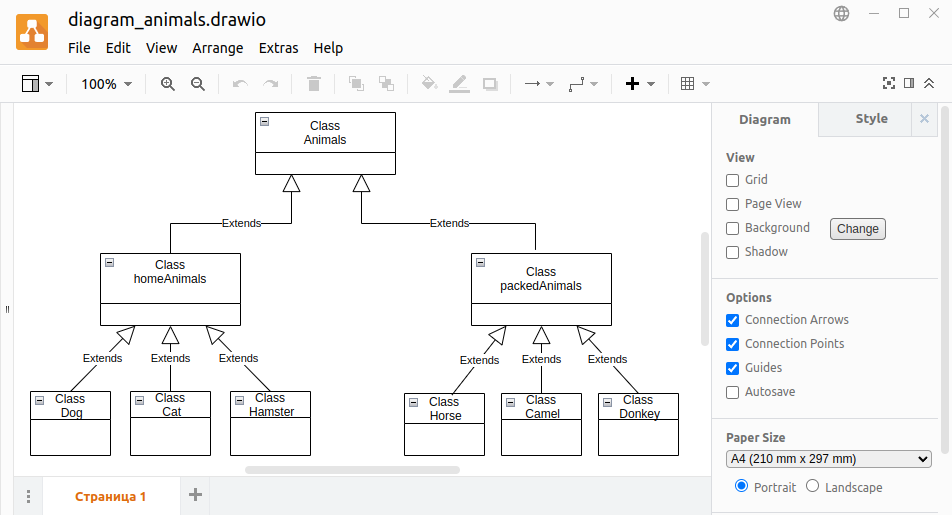 diagram_animals.drawio
File Edit View Arrange Extras Help
100%
Class
Animals
Extends
Extends
Class
homeAnimals
Class
packedAnimals
Extends
Extends
Extends
Extends
Extends
Extends
Class
Dog
Class
Cat
Class
Hamster
Class
Horse
Class
Camel
Class
Donkey
Страница 1
Diagram
Style
View
Grid
Page View
Background
Change
Shadow
Options
Connection Arrows
Connection Points
Guides
Autosave
Paper Size
A4 (210 mm x 297 mm)
Portrait
Landscape